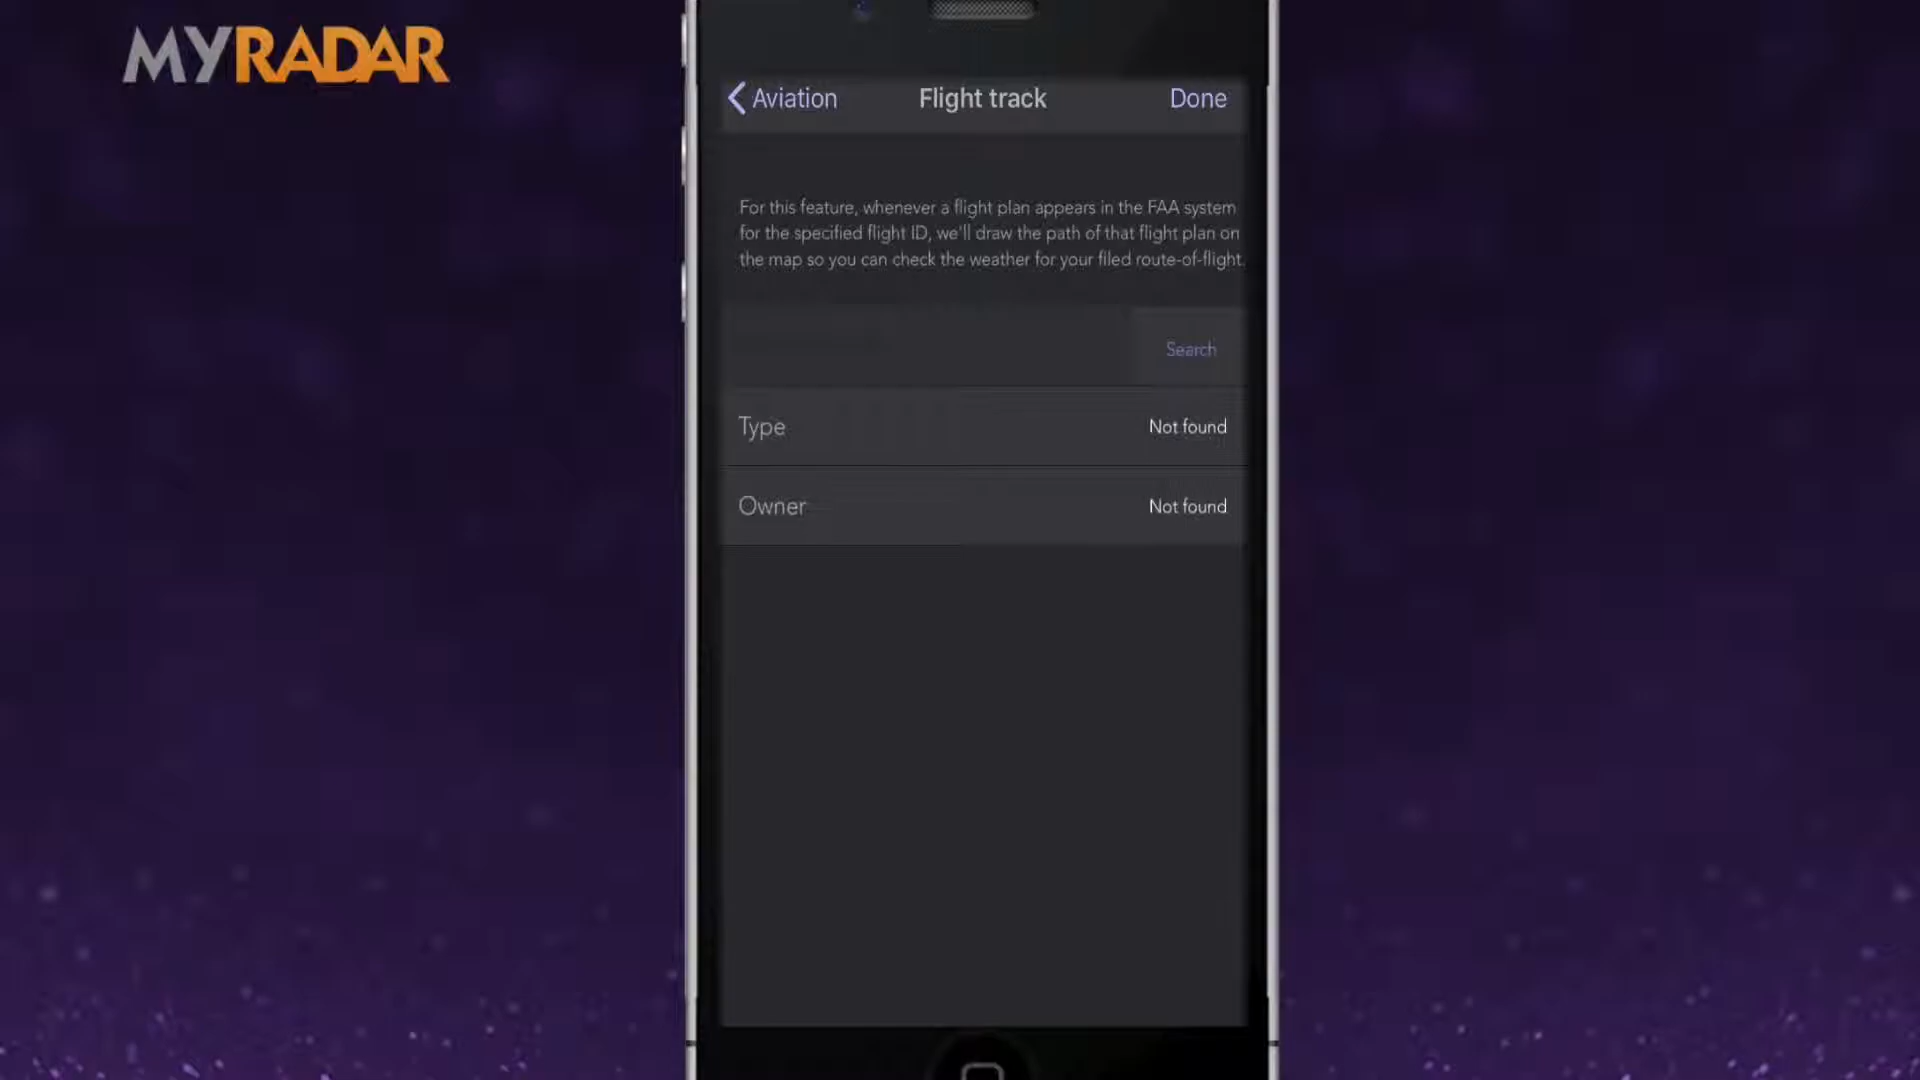 MYRADAR
Aviation
Flight track
Done
For this feature, whenever a flight plan appears in the FAA system
for the specified flight ID, we'll draw the path of that flight plan on
the map so you can check the weather for your filed route-of-flight.
Search
Type
Not found
Owner
Not found